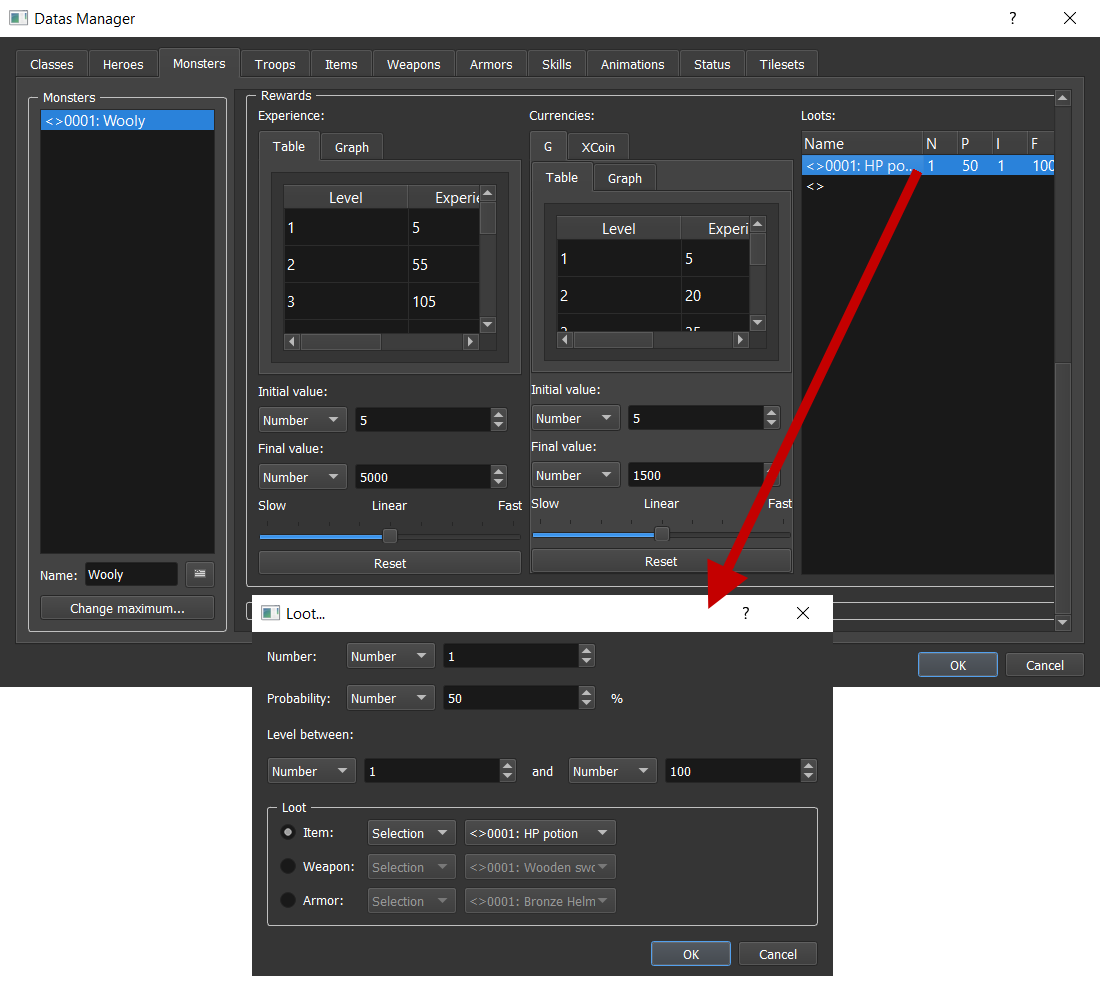 Datas Manager ?
Classes Heroes Monsters Troops Items Weapons Armors Skills Animations Status Tilesets
Monsters
<>0001: Wooly
Name: Wooly
Change maximum...
Rewards
Experience:
Table Graph
Level Experie
1 5
2 55
3 105
Initial value:
Number 5
Final value:
Number 5000
Slow Linear Fast
Reset
Currencies:
G XCoin
Table Graph
Level Experi
1 5
2 20
Initial value:
Number 5
Final value:
Number 1500
Slow Linear Fast
Reset
Loots:
Name N P I F
<>0001: HP po... 1 50 1 100
<>
OK Cancel
Loot... ?
Number: Number 1
Probability: Number 50 %
Level between:
Number 1 and Number 100
Loot
Item: Selection <>0001: HP potion
Weapon: Selection <>0001: Wooden swo
Armor: Selection <>0001: Bronze Helm
OK Cancel